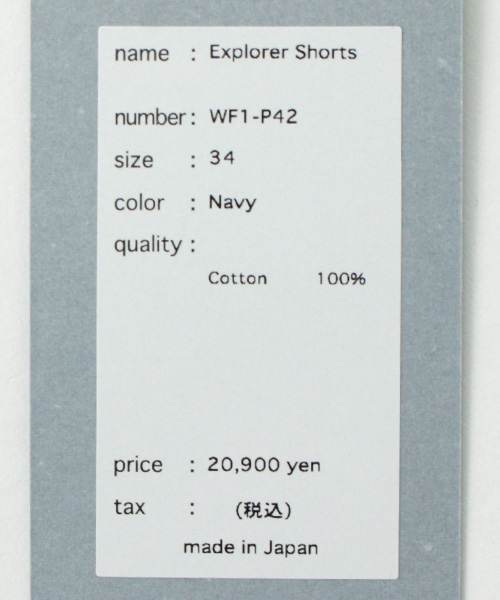 name : Explorer Shorts
number : WF1-P42
size : 34
color : Navy
quality :
Cotton 100%
price : 20,900 yen
tax : (税込)
made in Japan